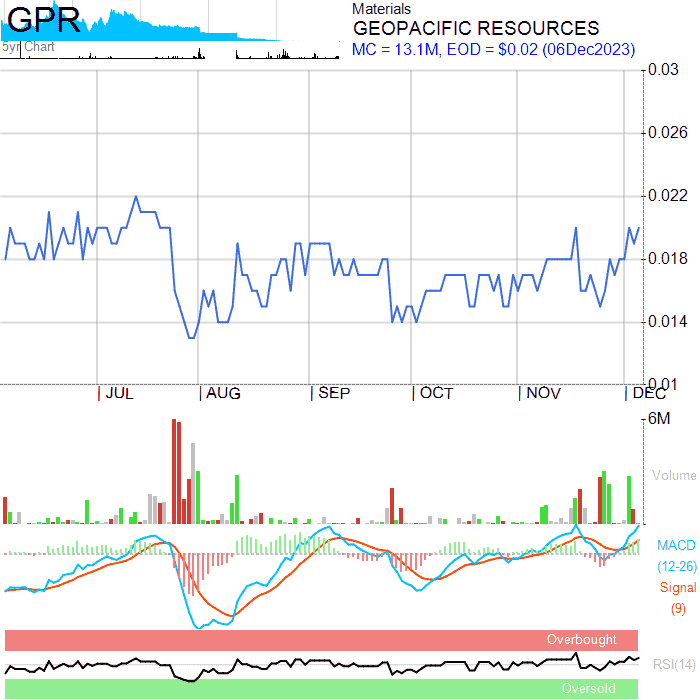 GPR
5yr Chart
Materials
GEOPACIFIC RESOURCES
MC = 13.1M, EOD = $0.02 (06Dec2023)
0.03
0.026
0.022
0.018
0.014
0.01
JUL AUG SEP OCT NOV DEC
6M
Volume
MACD
(12-26)
Signal
(9)
Overbought
RSI(14)
Oversold